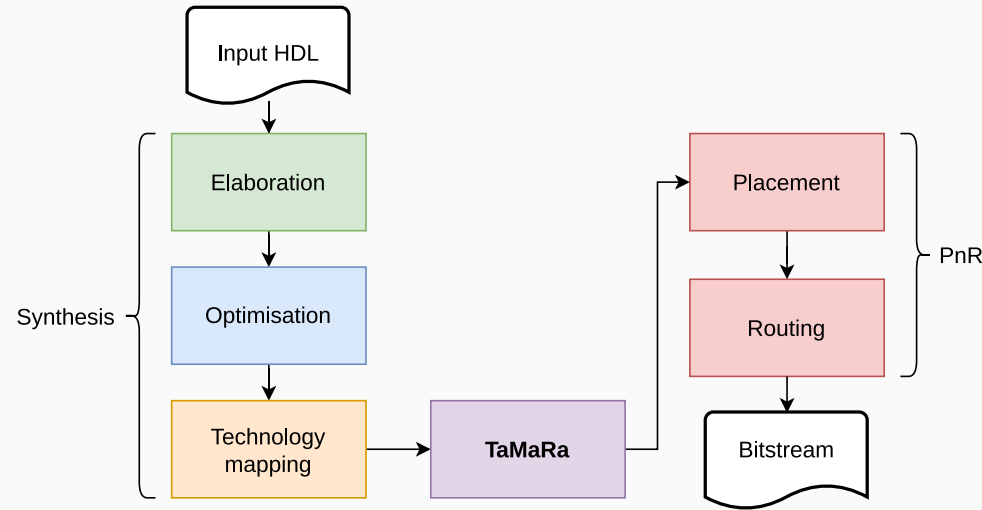 Input HDL
Elaboration
Optimisation
Synthesis
Technology
mapping
TaMaRa
Placement
PnR
Routing
Bitstream